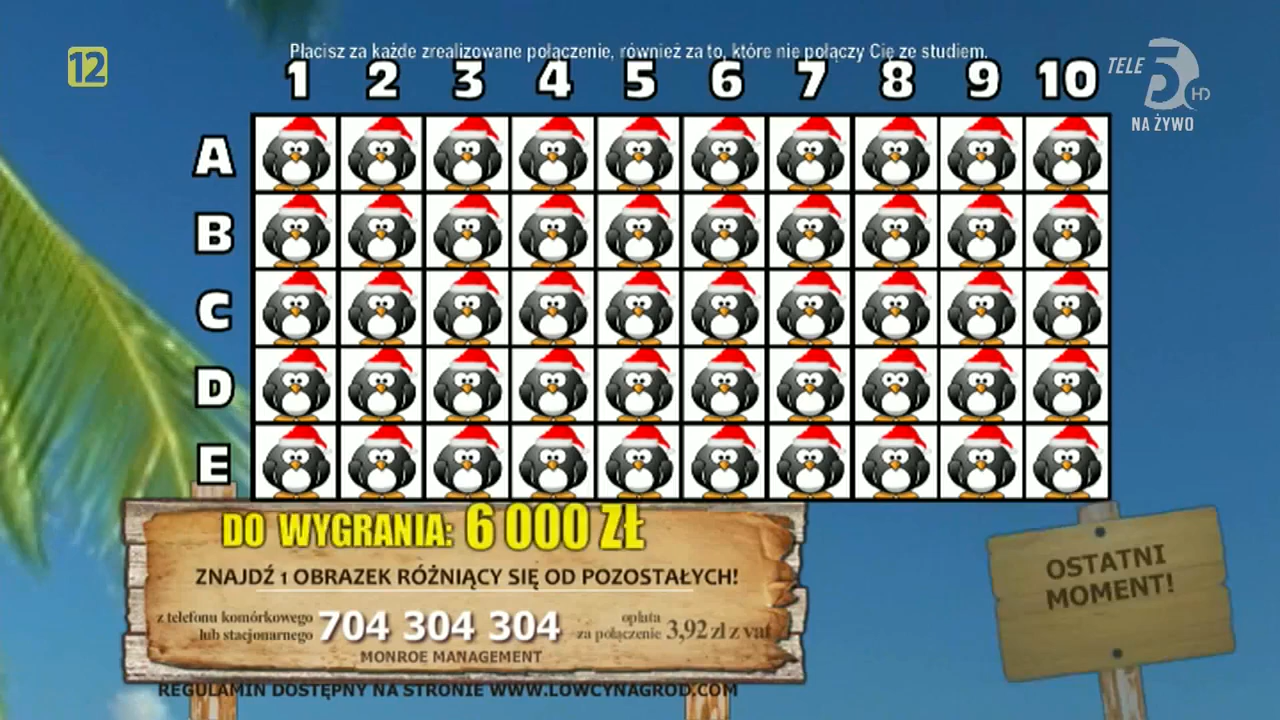 12
Płacisz za każde zrealizowane połączenie, również za to, które nie połączy Cię ze studiem.
TELE 5 HD
NA ŻYWO
1 2 3 4 5 6 7 8 9 10
A
B
C
D
E
DO WYGRANIA: 6 000 ZŁ
ZNAJDŹ 1 OBRAZEK RÓŻNIĄCY SIĘ OD POZOSTAŁYCH!
z telefonu komórkowego
lub stacjonarnego
704 304 304
opłata
za połączenie 3,92 zł z vat
MONROE MANAGEMENT
REGULAMIN DOSTĘPNY NA STRONIE WWW.LOWCYNAGROD.COM
OSTATNI
MOMENT!